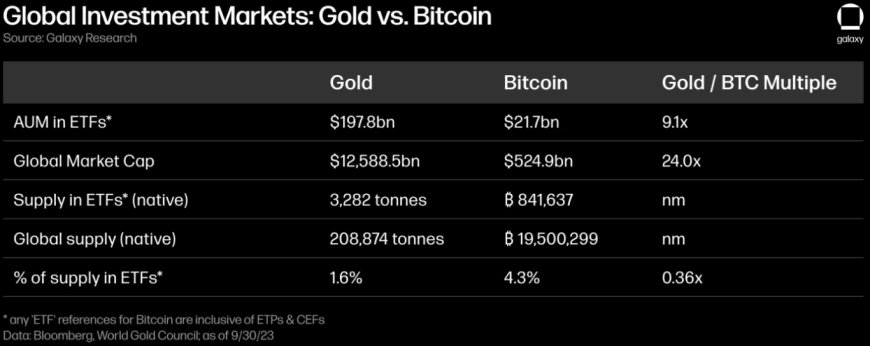 Global Investment Markets: Gold vs. Bitcoin
Source: Galaxy Research
galaxy
Gold Bitcoin Gold / BTC Multiple
AUM in ETFs* $197.8bn $21.7bn 9.1x
Global Market Cap $12,588.5bn $524.9bn 24.0x
Supply in ETFs* (native) 3,282 tonnes ₿ 841,637 nm
Global supply (native) 208,874 tonnes ₿ 19,500,299 nm
% of supply in ETFs* 1.6% 4.3% 0.36x
* any 'ETF' references for Bitcoin are inclusive of ETPs & CEFs
Data: Bloomberg, World Gold Council; as of 9/30/23